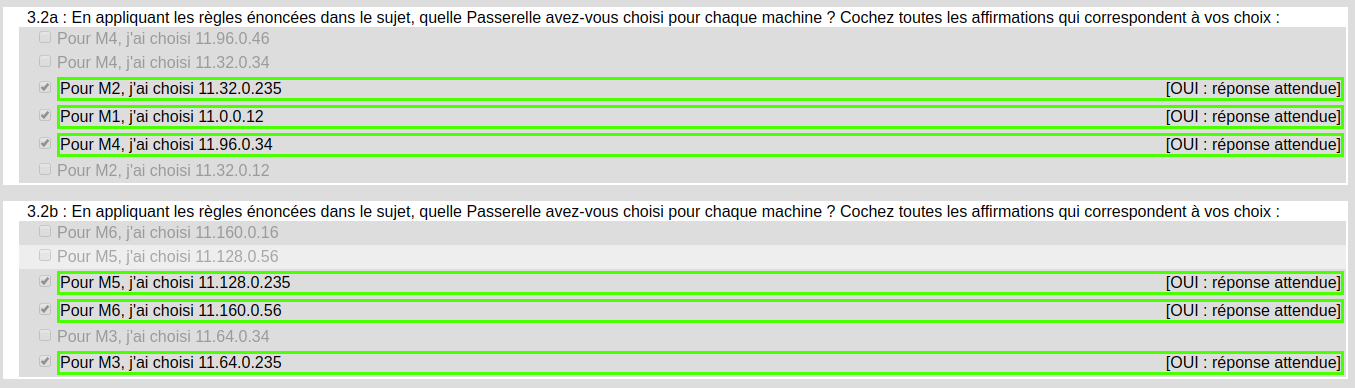 3.2a : En appliquant les règles énoncées dans le sujet, quelle Passerelle avez-vous choisi pour chaque machine ? Cochez toutes les affirmations qui correspondent à vos choix :
Pour M4, j'ai choisi 11.96.0.46
Pour M4, j'ai choisi 11.32.0.34
Pour M2, j'ai choisi 11.32.0.235 [OUI : réponse attendue]
Pour M1, j'ai choisi 11.0.0.12 [OUI : réponse attendue]
Pour M4, j'ai choisi 11.96.0.34 [OUI : réponse attendue]
Pour M2, j'ai choisi 11.32.0.12
3.2b : En appliquant les règles énoncées dans le sujet, quelle Passerelle avez-vous choisi pour chaque machine ? Cochez toutes les affirmations qui correspondent à vos choix :
Pour M6, j'ai choisi 11.160.0.16
Pour M5, j'ai choisi 11.128.0.56
Pour M5, j'ai choisi 11.128.0.235 [OUI : réponse attendue]
Pour M6, j'ai choisi 11.160.0.56 [OUI : réponse attendue]
Pour M3, j'ai choisi 11.64.0.34
Pour M3, j'ai choisi 11.64.0.235 [OUI : réponse attendue]